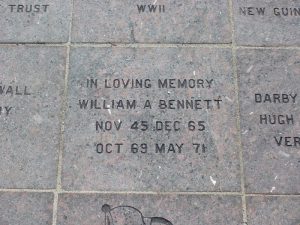 TRUST
WWII
NEW GUIN
WALL
IN LOVING MEMORY
WILLIAM A BENNETT
NOV 45 DEC 65
OCT 69 MAY 71
DARBY
HUGH
VER